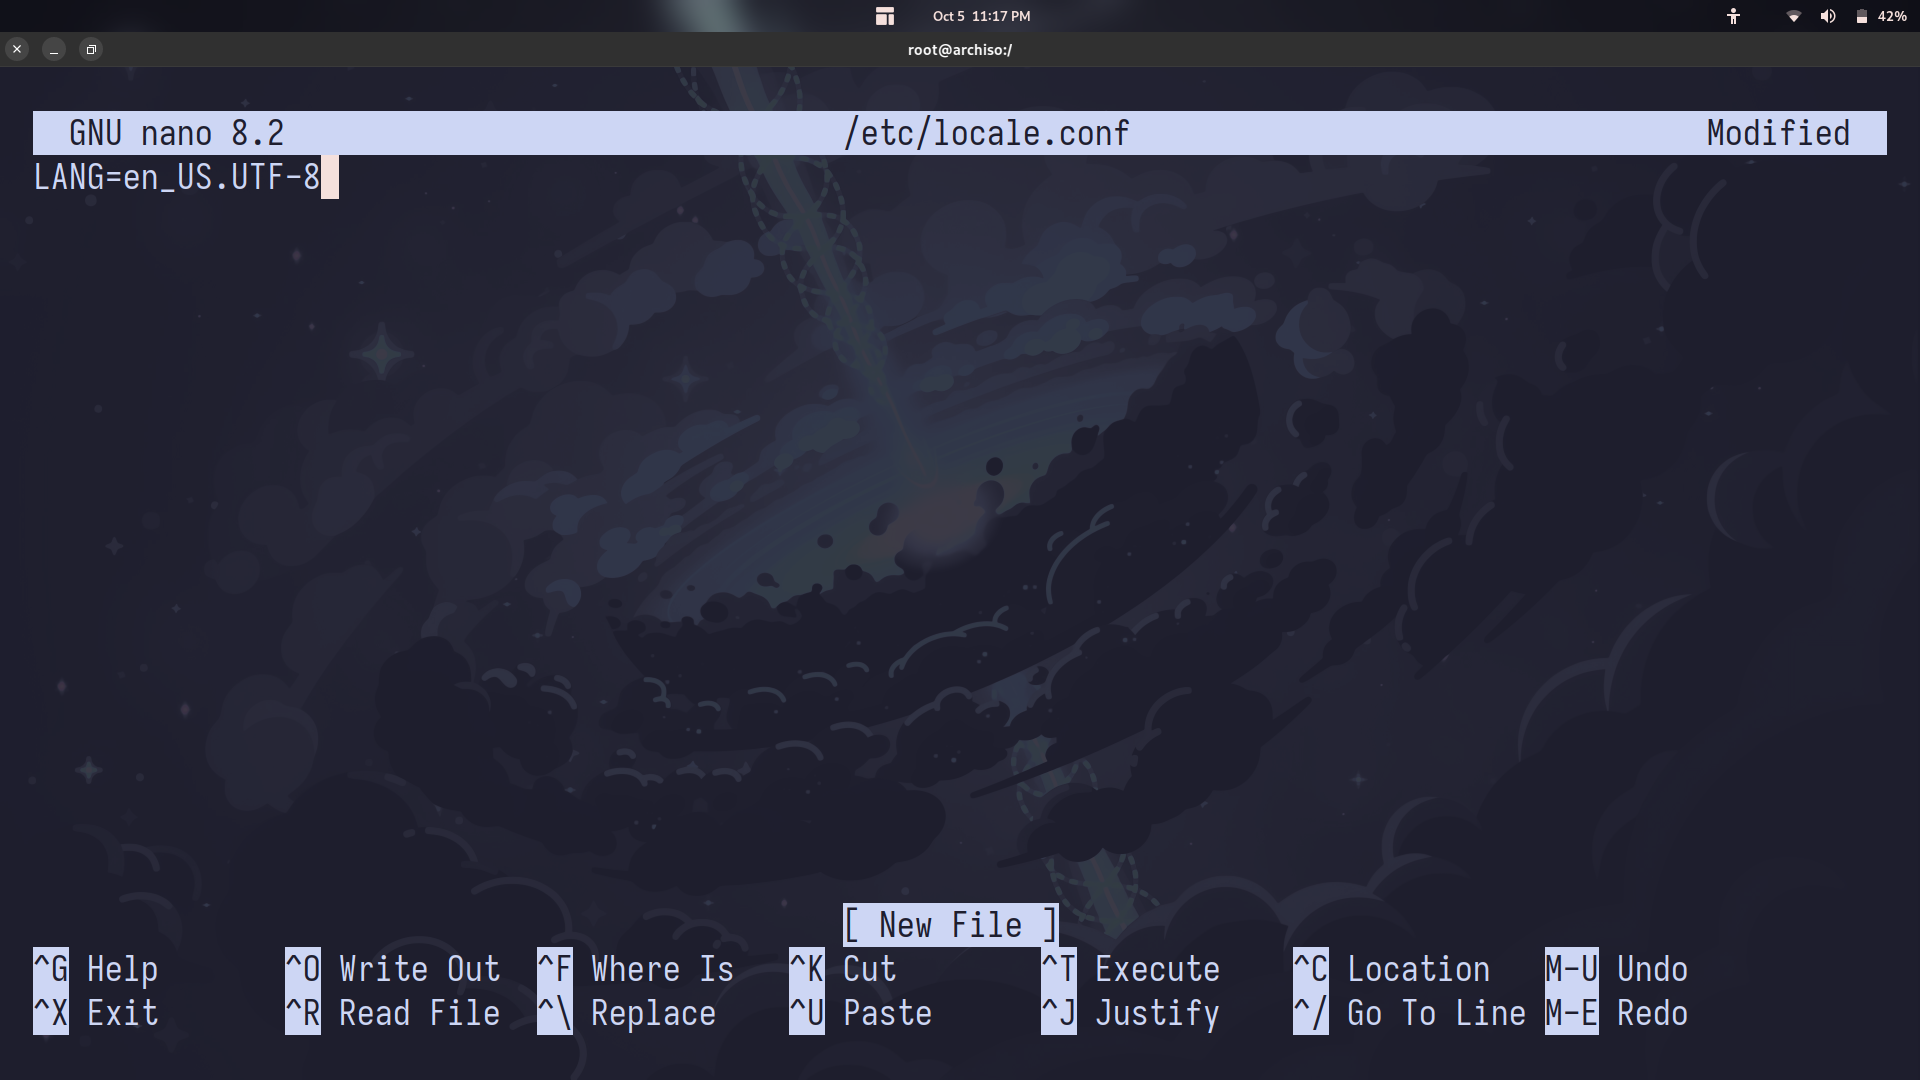 Oct 5 11:17 PM
42%
root@archiso:/
GNU nano 8.2 /etc/locale.conf Modified
LANG=en_US.UTF-8
[ New File ]
^G Help ^O Write Out ^F Where Is ^K Cut ^T Execute ^C Location M-U Undo
^X Exit ^R Read File ^\ Replace ^U Paste ^J Justify ^/ Go To Line M-E Redo